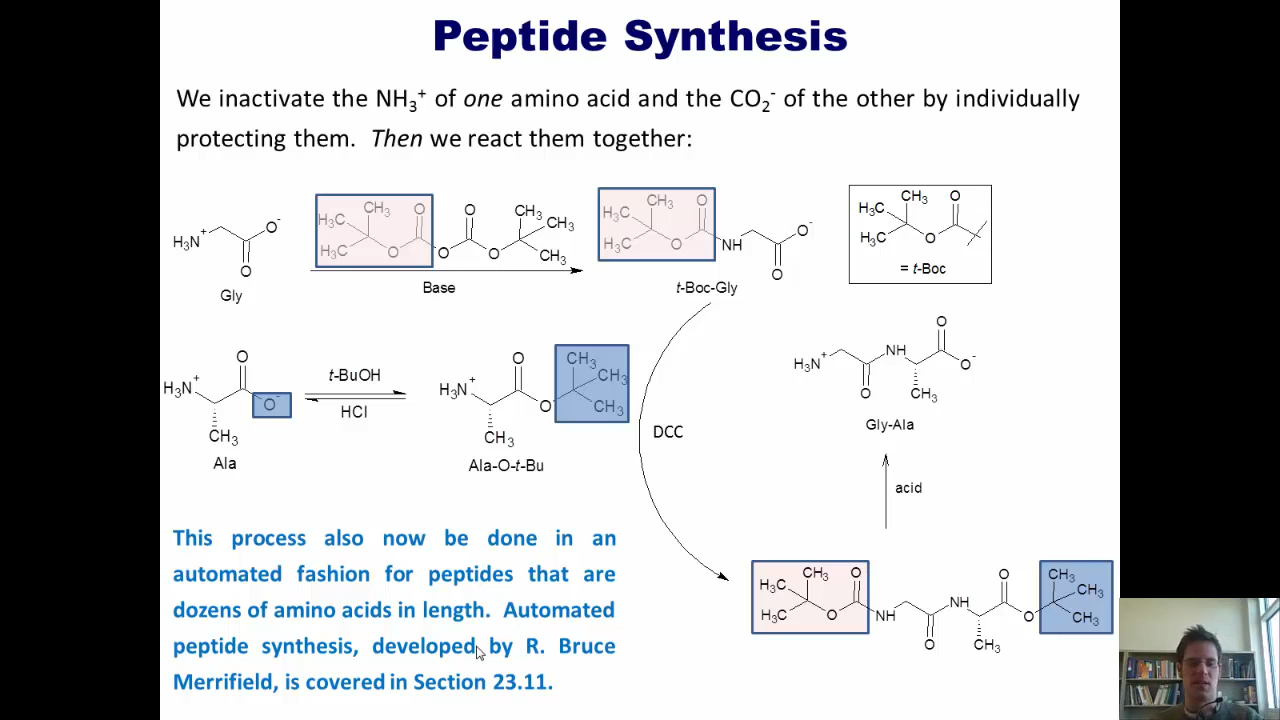 Peptide Synthesis
We inactivate the NH3+ of one amino acid and the CO2- of the other by individually
protecting them. Then we react them together:
H3N+ O- O
Gly
H3C CH3 H3C O O O O O CH3 CH3 CH3
Base
H3C CH3 H3C O O NH O- O
t-Boc-Gly
H3C CH3 H3C O O
= t-Boc
H3N+ O O- CH3
Ala
t-BuOH
HCl
H3N+ O O CH3 CH3 CH3 CH3
Ala-O-t-Bu
DCC
H3N+ O NH CH3 O O-
Gly-Ala
acid
H3C CH3 H3C O O NH O NH CH3 O O CH3 CH3 CH3
This process also now be done in an
automated fashion for peptides that are
dozens of amino acids in length. Automated
peptide synthesis, developed by R. Bruce
Merrifield, is covered in Section 23.11.